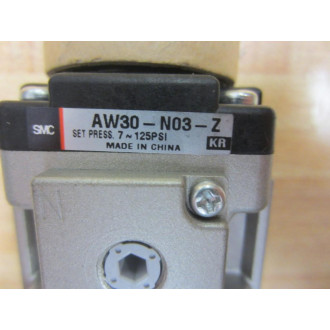 SMC
AW30-N03-Z
SET PRESS. 7~125PSI
KR
MADE IN CHINA